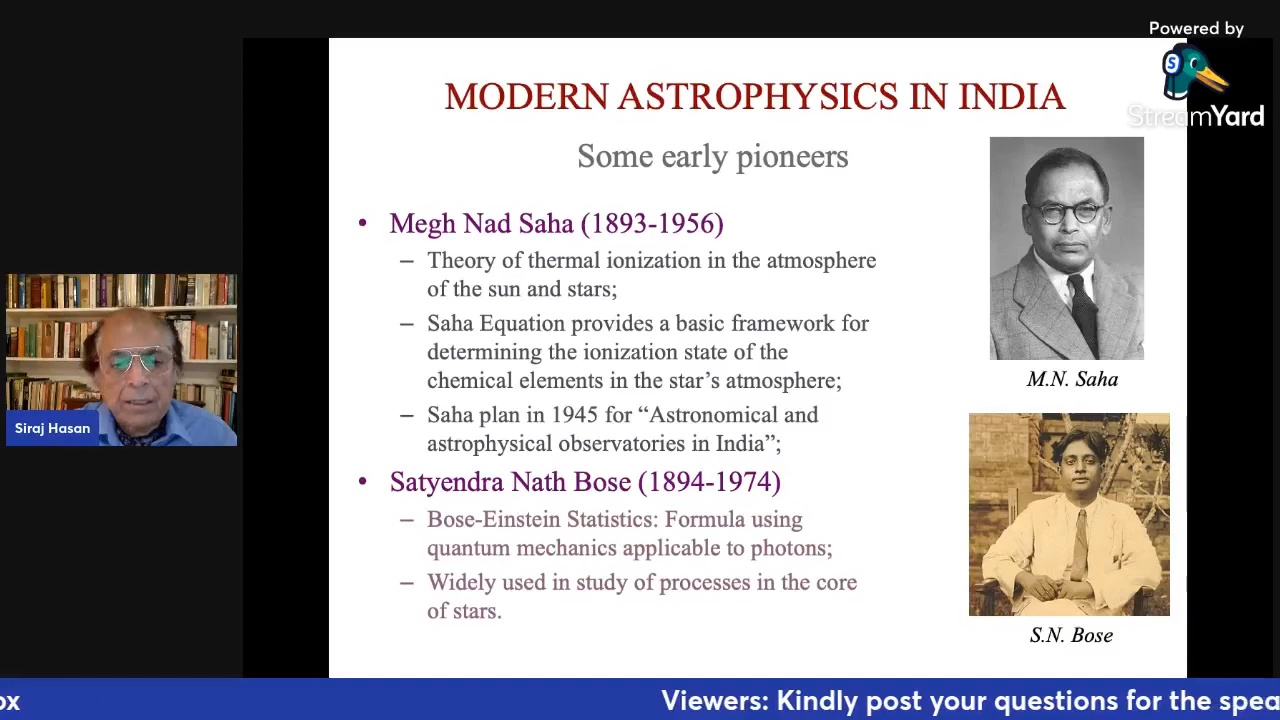 Powered by
StreamYard
MODERN ASTROPHYSICS IN INDIA
Some early pioneers
• Megh Nad Saha (1893-1956)
– Theory of thermal ionization in the atmosphere
of the sun and stars;
– Saha Equation provides a basic framework for
determining the ionization state of the
chemical elements in the star’s atmosphere;
– Saha plan in 1945 for “Astronomical and
astrophysical observatories in India”;
• Satyendra Nath Bose (1894-1974)
– Bose-Einstein Statistics: Formula using
quantum mechanics applicable to photons;
– Widely used in study of processes in the core
of stars.
M.N. Saha
S.N. Bose
Siraj Hasan
Viewers: Kindly post your questions for the